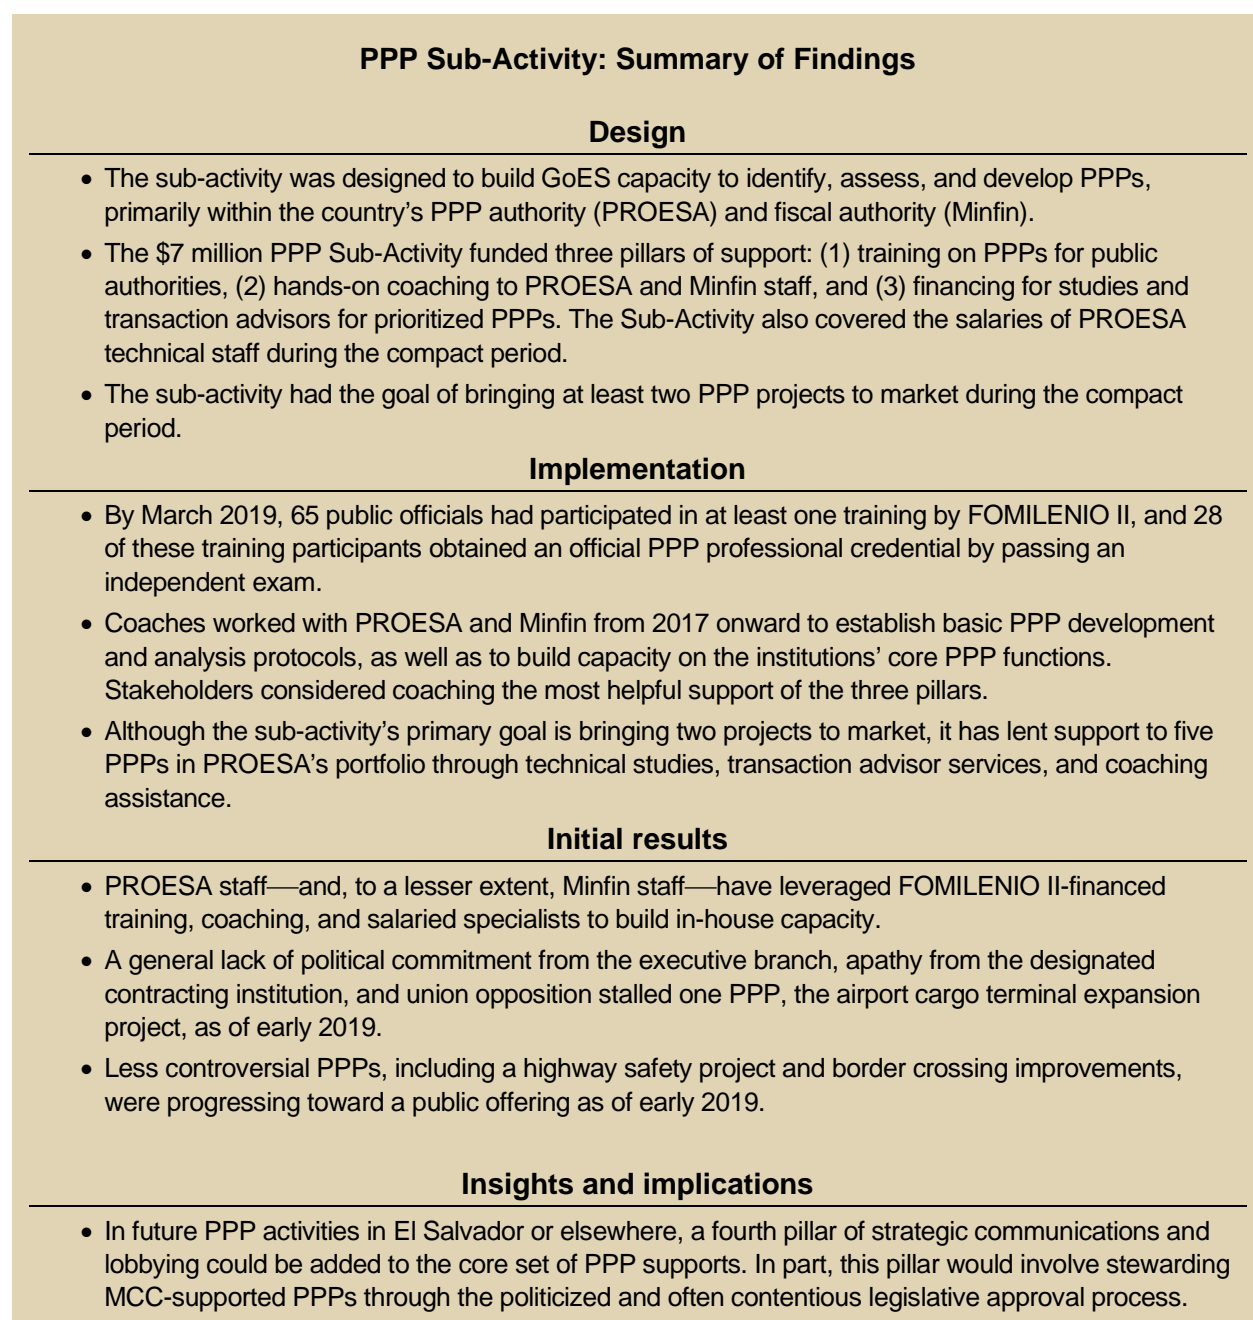 PPP Sub-Activity: Summary of Findings
Design
• The sub-activity was designed to build GoES capacity to identify, assess, and develop PPPs,
primarily within the country's PPP authority (PROESA) and fiscal authority (Minfin).
• The $7 million PPP Sub-Activity funded three pillars of support: (1) training on PPPs for public
authorities, (2) hands-on coaching to PROESA and Minfin staff, and (3) financing for studies and
transaction advisors for prioritized PPPs. The Sub-Activity also covered the salaries of PROESA
technical staff during the compact period.
• The sub-activity had the goal of bringing at least two PPP projects to market during the compact
period.
Implementation
• By March 2019, 65 public officials had participated in at least one training by FOMILENIO II, and 28
of these training participants obtained an official PPP professional credential by passing an
independent exam.
• Coaches worked with PROESA and Minfin from 2017 onward to establish basic PPP development
and analysis protocols, as well as to build capacity on the institutions' core PPP functions.
Stakeholders considered coaching the most helpful support of the three pillars.
• Although the sub-activity's primary goal is bringing two projects to market, it has lent support to five
PPPs in PROESA's portfolio through technical studies, transaction advisor services, and coaching
assistance.
Initial results
• PROESA staff—and, to a lesser extent, Minfin staff—have leveraged FOMILENIO II-financed
training, coaching, and salaried specialists to build in-house capacity.
• A general lack of political commitment from the executive branch, apathy from the designated
contracting institution, and union opposition stalled one PPP, the airport cargo terminal expansion
project, as of early 2019.
• Less controversial PPPs, including a highway safety project and border crossing improvements,
were progressing toward a public offering as of early 2019.
Insights and implications
• In future PPP activities in El Salvador or elsewhere, a fourth pillar of strategic communications and
lobbying could be added to the core set of PPP supports. In part, this pillar would involve stewarding
MCC-supported PPPs through the politicized and often contentious legislative approval process.